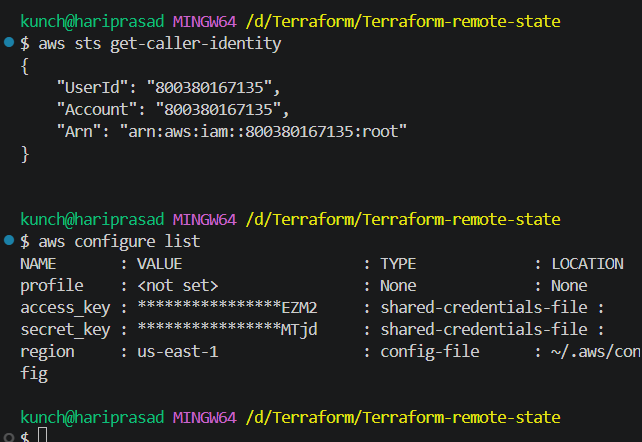 kunch@hariprasad MINGW64 /d/Terraform/Terraform-remote-state
$ aws sts get-caller-identity
{
    "UserId": "800380167135",
    "Account": "800380167135",
    "Arn": "arn:aws:iam::800380167135:root"
}
kunch@hariprasad MINGW64 /d/Terraform/Terraform-remote-state
$ aws configure list
NAME       : VALUE                    : TYPE             : LOCATION
profile    : <not set>                : None             : None
access_key : ****************EZM2     : shared-credentials-file :
secret_key : ****************MTjd     : shared-credentials-file :
region     : us-east-1                : config-file      : ~/.aws/con
fig
kunch@hariprasad MINGW64 /d/Terraform/Terraform-remote-state
$